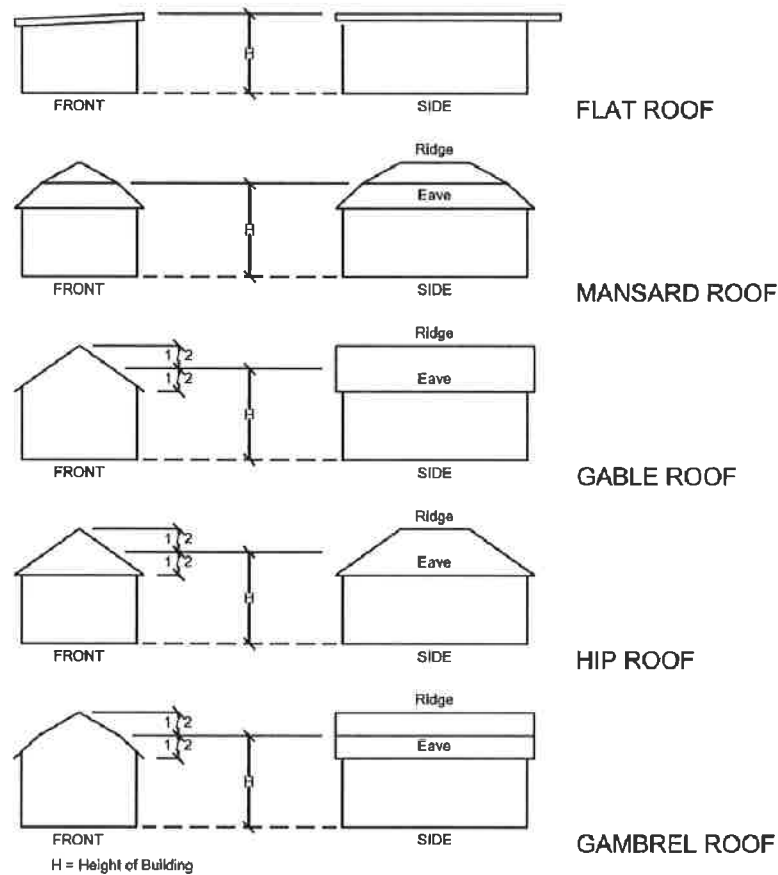 H
FRONT
SIDE
FLAT ROOF
Ridge
Eave
H
FRONT
SIDE
MANSARD ROOF
Ridge
1 2
1 2
Eave
H
FRONT
SIDE
GABLE ROOF
Ridge
1 2
1 2
Eave
H
FRONT
SIDE
HIP ROOF
Ridge
1 2
1 2
Eave
H
FRONT
SIDE
GAMBREL ROOF
H = Height of Building